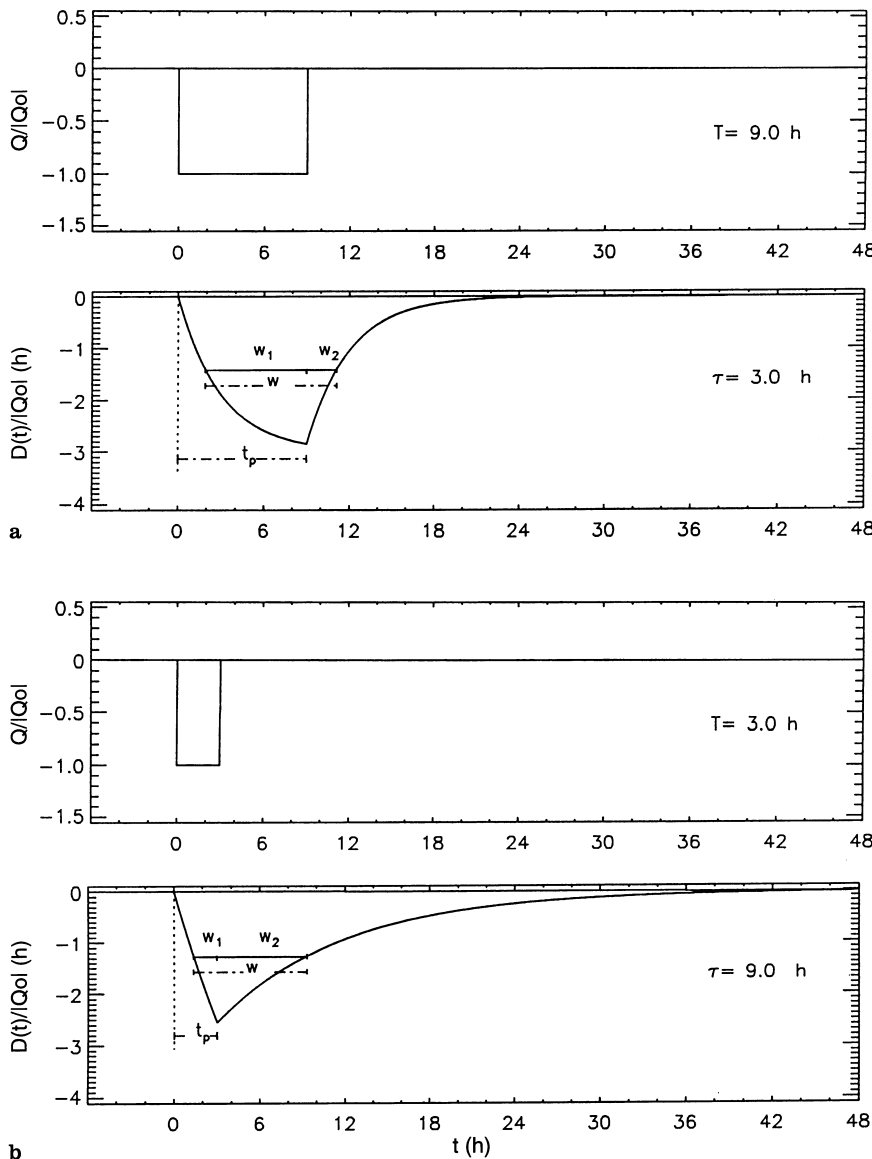 0.5
0
−0.5
−1.0
−1.5
Q/|Qo|
T= 9.0 h
0 6 12 18 24 30 36 42 48
0
−1
−2
−3
−4
D(t)/|Qo| (h)
w₁ w₂
w
t_p
τ= 3.0 h
0 6 12 18 24 30 36 42 48
a
0.5
0
−0.5
−1.0
−1.5
Q/|Qo|
T= 3.0 h
0 6 12 18 24 30 36 42 48
0
−1
−2
−3
−4
D(t)/|Qo| (h)
w₁ w₂
w
t_p
τ= 9.0 h
0 6 12 18 24 30 36 42 48
t (h)
b